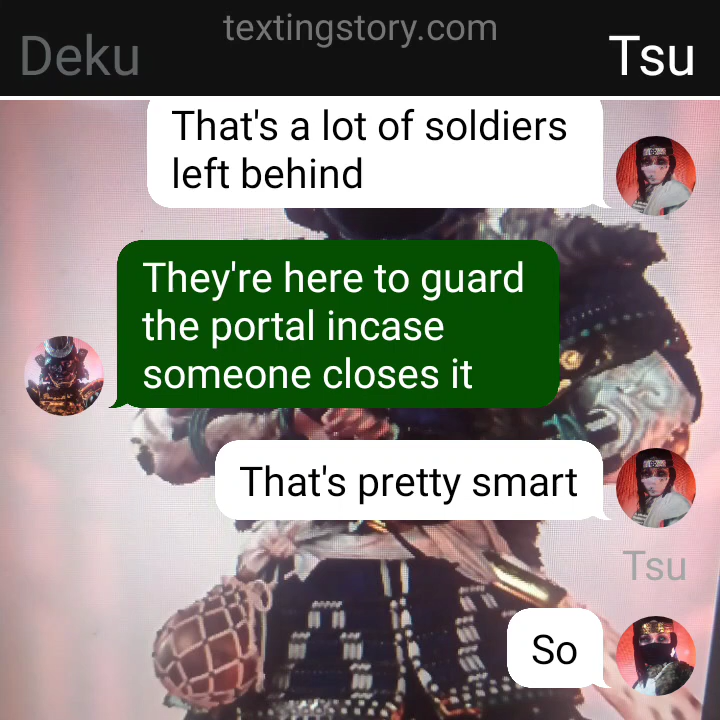 textingstory.com
Deku
Tsu
That's a lot of soldiers
left behind
They're here to guard
the portal incase
someone closes it
That's pretty smart
Tsu
So